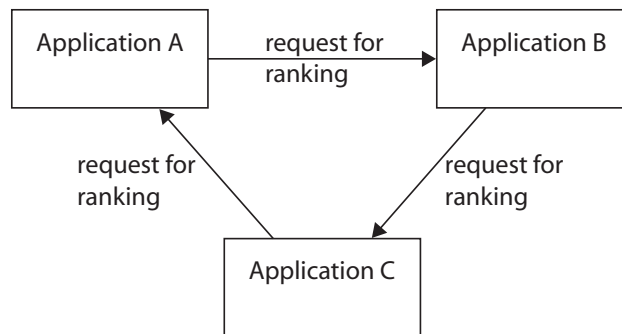 Application A
request for
ranking
Application B
request for
ranking
request for
ranking
Application C